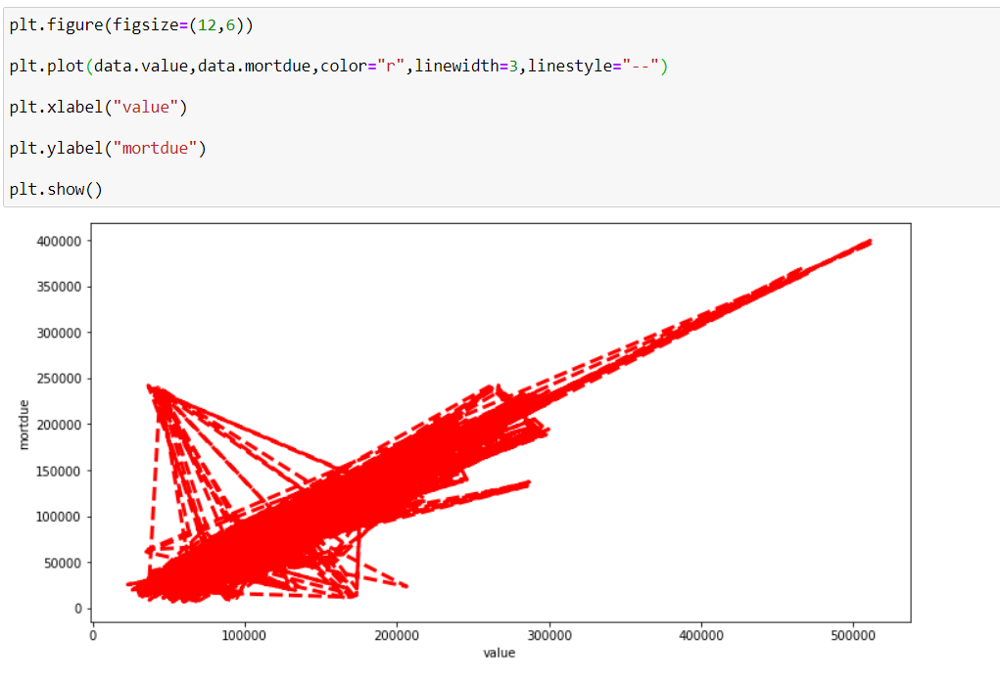 plt.figure(figsize=(12,6))
plt.plot(data.value,data.mortdue,color="r",linewidth=3,linestyle="--")
plt.xlabel("value")
plt.ylabel("mortdue")
plt.show()
400000
350000
300000
250000
200000
150000
100000
50000
0
mortdue
0 100000 200000 300000 400000 500000
value